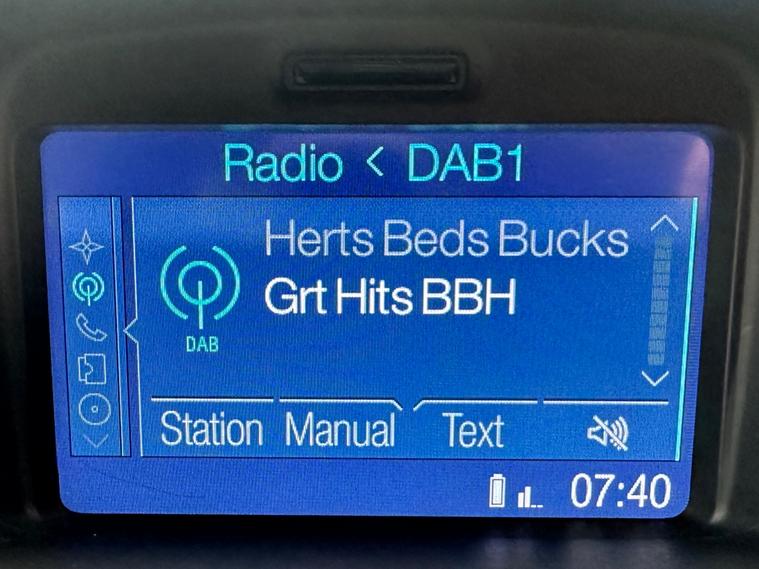 Radio < DAB1
Herts Beds Bucks
Grt Hits BBH
DAB
Station Manual Text
07:40